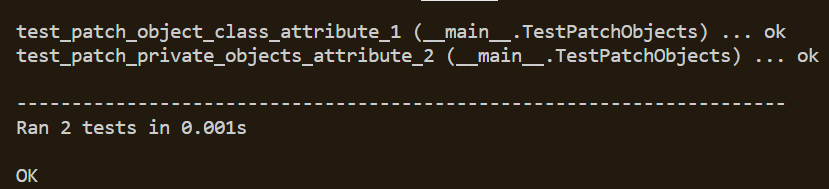 test_patch_object_class_attribute_1 (__main__.TestPatchObjects) ... ok
test_patch_private_objects_attribute_2 (__main__.TestPatchObjects) ... ok
----------------------------------------------------------------------
Ran 2 tests in 0.001s
OK